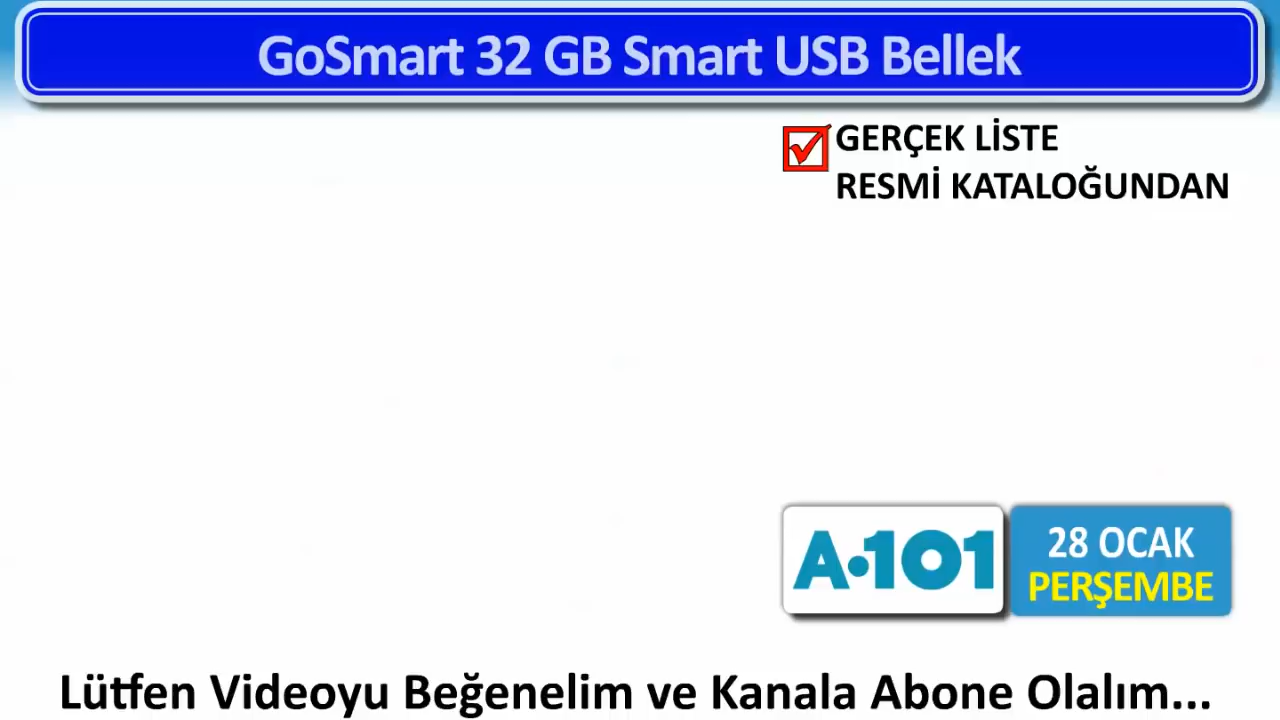 GoSmart 32 GB Smart USB Bellek
GERÇEK LİSTE
RESMİ KATALOĞUNDAN
A•101
28 OCAK
PERŞEMBE
Lütfen Videoyu Beğenelim ve Kanala Abone Olalım...